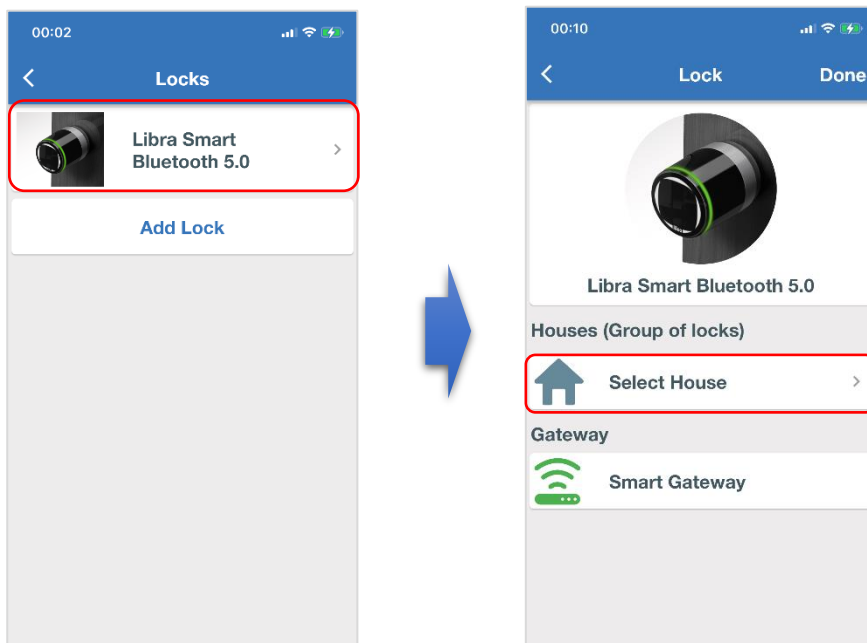 00:02
Locks
Libra Smart
Bluetooth 5.0
Add Lock
00:10
Lock
Done
Libra Smart Bluetooth 5.0
Houses (Group of locks)
Select House
Gateway
Smart Gateway